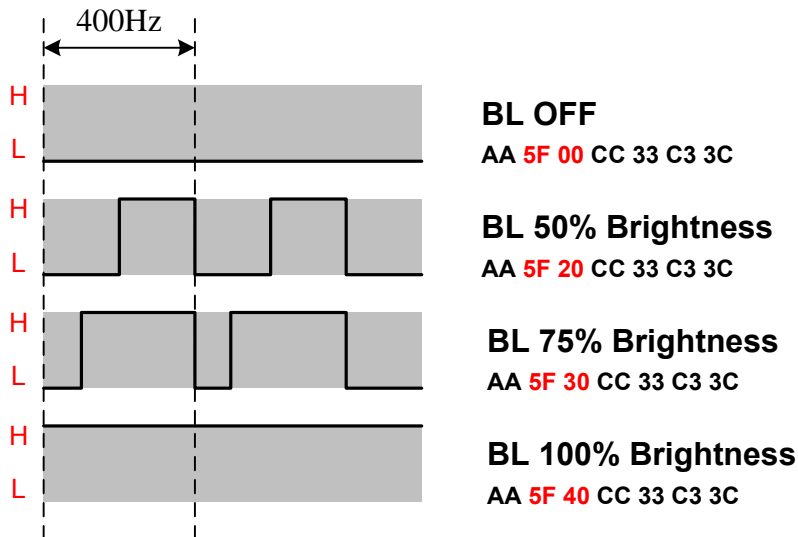 400Hz
H
L
BL OFF
AA 5F 00 CC 33 C3 3C
H
L
BL 50% Brightness
AA 5F 20 CC 33 C3 3C
H
L
BL 75% Brightness
AA 5F 30 CC 33 C3 3C
H
L
BL 100% Brightness
AA 5F 40 CC 33 C3 3C